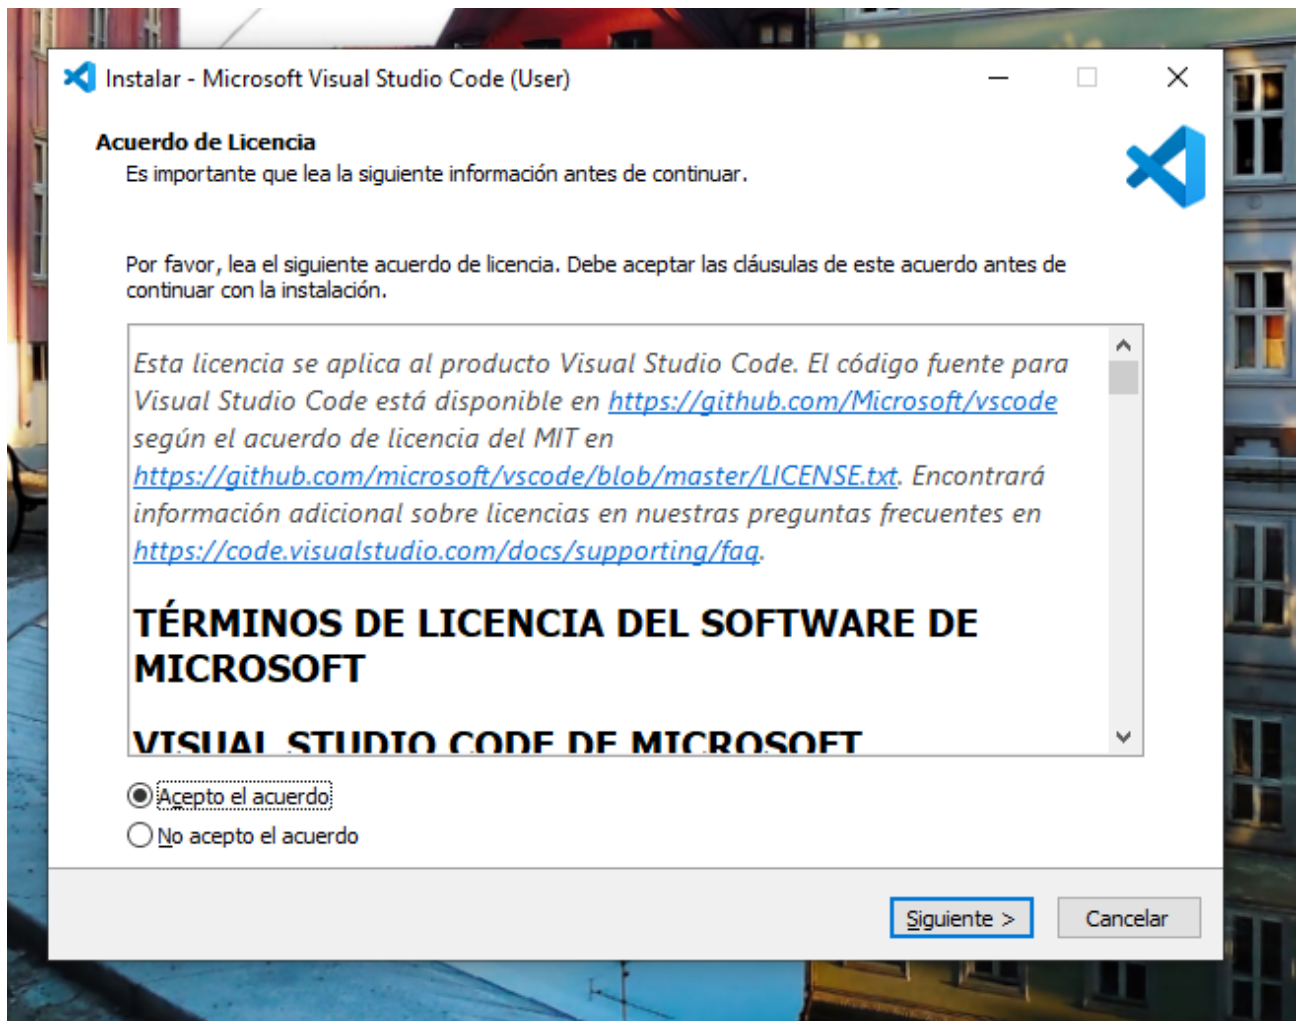 Instalar - Microsoft Visual Studio Code (User)
Acuerdo de Licencia
Es importante que lea la siguiente información antes de continuar.
Por favor, lea el siguiente acuerdo de licencia. Debe aceptar las cláusulas de este acuerdo antes de
continuar con la instalación.
Esta licencia se aplica al producto Visual Studio Code. El código fuente para
Visual Studio Code está disponible en https://github.com/Microsoft/vscode
según el acuerdo de licencia del MIT en
https://github.com/microsoft/vscode/blob/master/LICENSE.txt. Encontrará
información adicional sobre licencias en nuestras preguntas frecuentes en
https://code.visualstudio.com/docs/supporting/faq.
TÉRMINOS DE LICENCIA DEL SOFTWARE DE
MICROSOFT
VISUAL STUDIO CODE DE MICROSOFT
Acepto el acuerdo
No acepto el acuerdo
Siguiente >
Cancelar